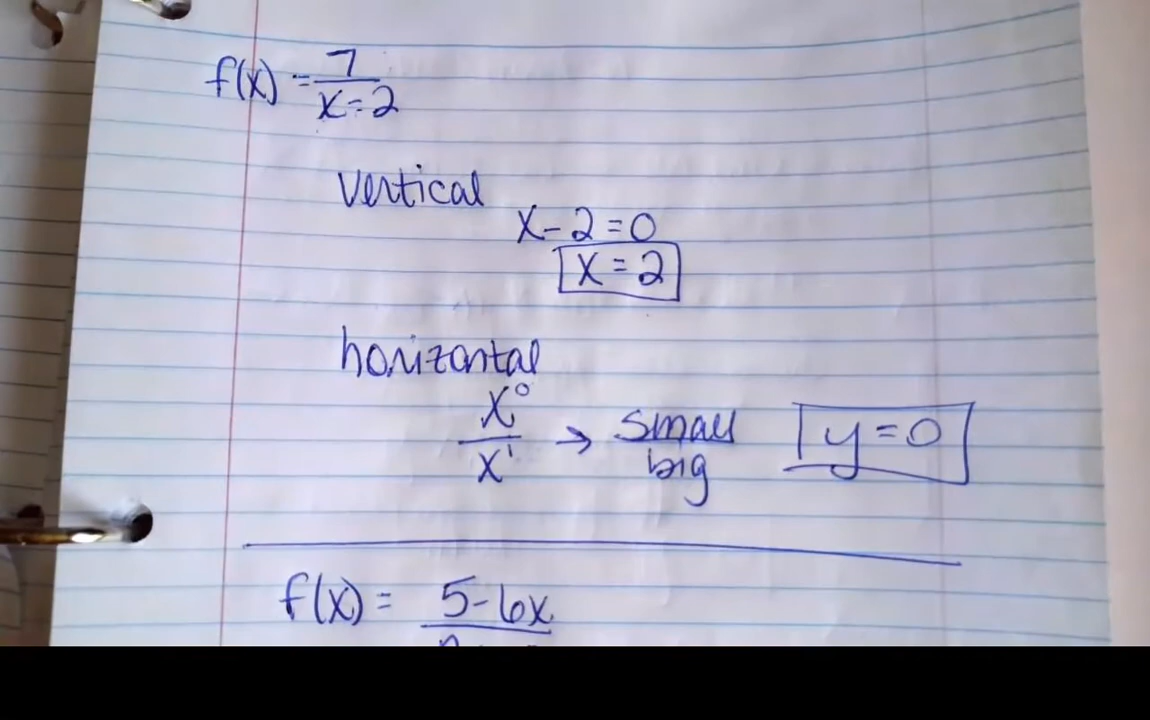 f(x) = 7
x-2
vertical
x-2=0
x=2
horizontal
x⁰
x¹
→ small
big
y=0
f(x) = 5-6x